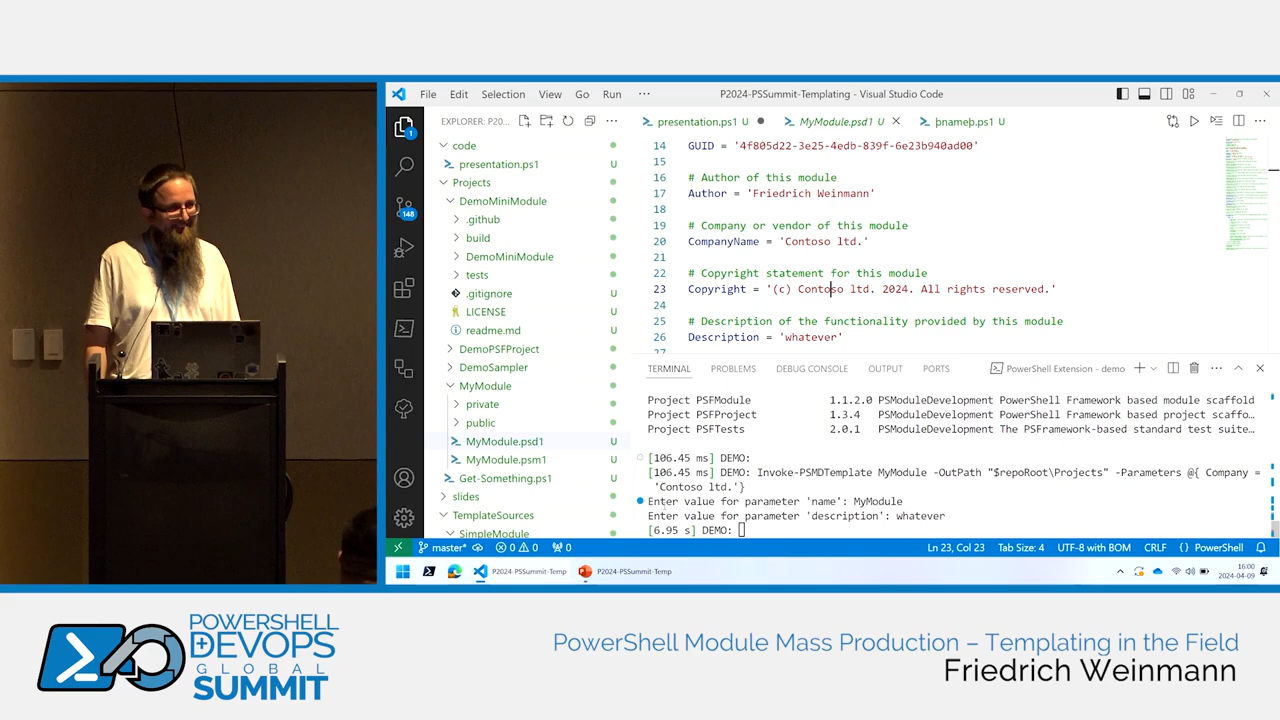 File Edit Selection View Go Run ··· P2024-PSSummit-Templating - Visual Studio Code
EXPLORER: P20... ···
code
presentation.ps1 U
Projects
DemoMiniModule
.github
build
DemoMiniModule
tests
.gitignore U
LICENSE U
readme.md U
DemoPSFProject
DemoSampler
MyModule
private
public
MyModule.psd1 U
MyModule.psm1 U
Get-Something.ps1 U
slides
TemplateSources
SimpleModule
1
148
presentation.ps1 U MyModule.psd1 U þnameþ.ps1 U
14 GUID = '4f805d22-3e25-4edb-839f-6e23b940ad00'
15
16 # Author of this module
17 Author = 'Friedrich Weinmann'
18
19 # Company or vendor of this module
20 CompanyName = 'Contoso ltd.'
21
22 # Copyright statement for this module
23 Copyright = '(c) Contoso ltd. 2024. All rights reserved.'
24
25 # Description of the functionality provided by this module
26 Description = 'whatever'
27
TERMINAL PROBLEMS DEBUG CONSOLE OUTPUT PORTS PowerShell Extension - demo
Project PSFModule 1.1.2.0 PSModuleDevelopment PowerShell Framework based module scaffold
Project PSFProject 1.3.4 PSModuleDevelopment PowerShell Framework based project scaffo…
Project PSFTests 2.0.1 PSModuleDevelopment The PSFramework-based standard test suite…
[106.45 ms] DEMO:
[106.45 ms] DEMO: Invoke-PSMDTemplate MyModule -OutPath "$repoRoot\Projects" -Parameters @{ Company =
'Contoso ltd.'}
Enter value for parameter 'name': MyModule
Enter value for parameter 'description': whatever
[6.95 s] DEMO:
master* 0 0 0 Ln 23, Col 23 Tab Size: 4 UTF-8 with BOM CRLF { } PowerShell
P2024-PSSummit-Temp P2024-PSSummit-Temp 16:00
2024-04-09
POWERSHELL
DEVOPS
GLOBAL
SUMMIT
PowerShell Module Mass Production – Templating in the Field
Friedrich Weinmann